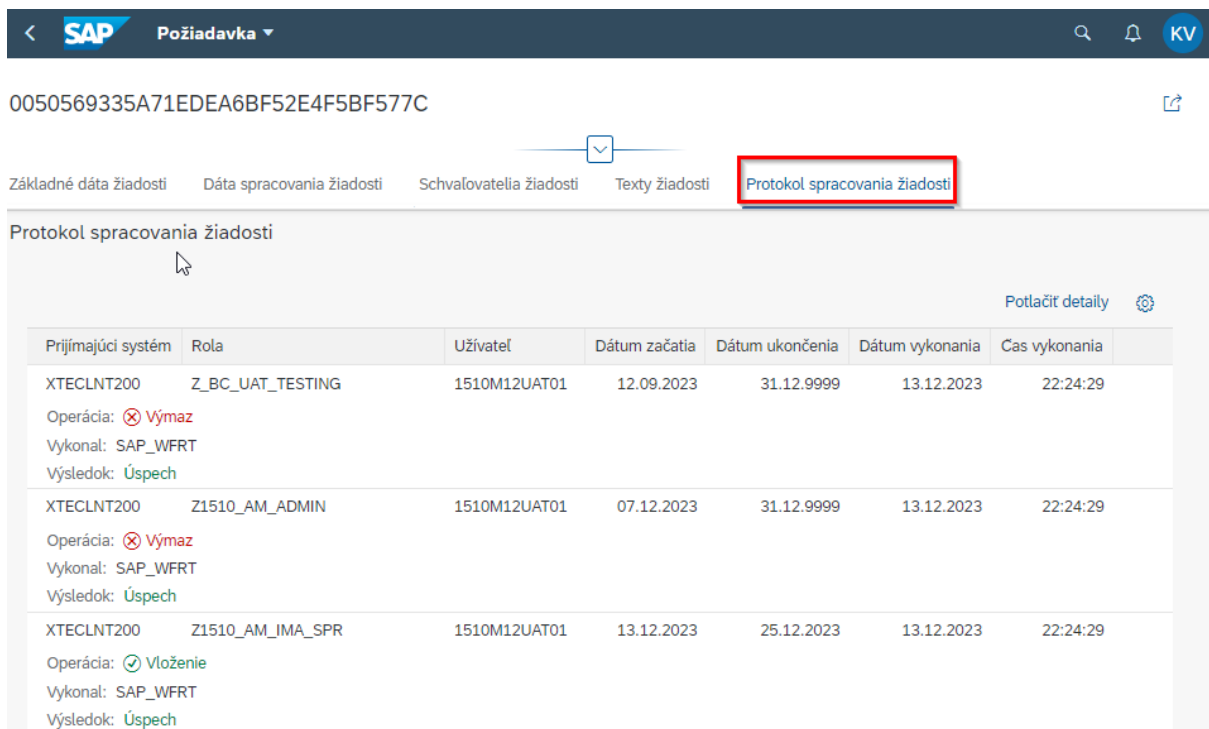 SAP Požiadavka
KV
0050569335A71EDEA6BF52E4F5BF577C
Základné dáta žiadosti Dáta spracovania žiadosti Schvaľovatelia žiadosti Texty žiadosti Protokol spracovania žiadosti
Protokol spracovania žiadosti
Potlačiť detaily
Prijímajúci systém Rola Užívateľ Dátum začatia Dátum ukončenia Dátum vykonania Čas vykonania
XTECLNT200 Z_BC_UAT_TESTING 1510M12UAT01 12.09.2023 31.12.9999 13.12.2023 22:24:29
Operácia: Výmaz
Vykonal: SAP_WFRT
Výsledok: Úspech
XTECLNT200 Z1510_AM_ADMIN 1510M12UAT01 07.12.2023 31.12.9999 13.12.2023 22:24:29
Operácia: Výmaz
Vykonal: SAP_WFRT
Výsledok: Úspech
XTECLNT200 Z1510_AM_IMA_SPR 1510M12UAT01 13.12.2023 25.12.2023 13.12.2023 22:24:29
Operácia: Vloženie
Vykonal: SAP_WFRT
Výsledok: Úspech